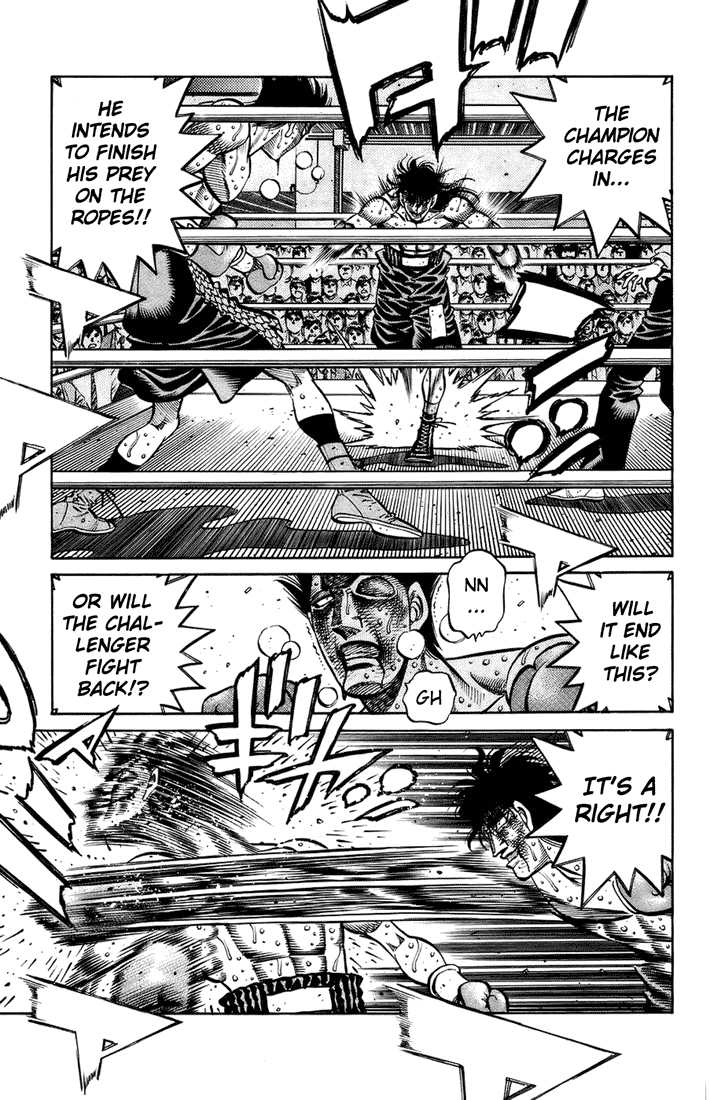 THE
CHAMPION
CHARGES
IN...
HE
INTENDS
TO FINISH
HIS PREY
ON THE
ROPES!!
WILL
IT END
LIKE
THIS?
NN
...
GH
OR WILL
THE CHAL-
LENGER
FIGHT
BACK!?
IT'S A
RIGHT!!